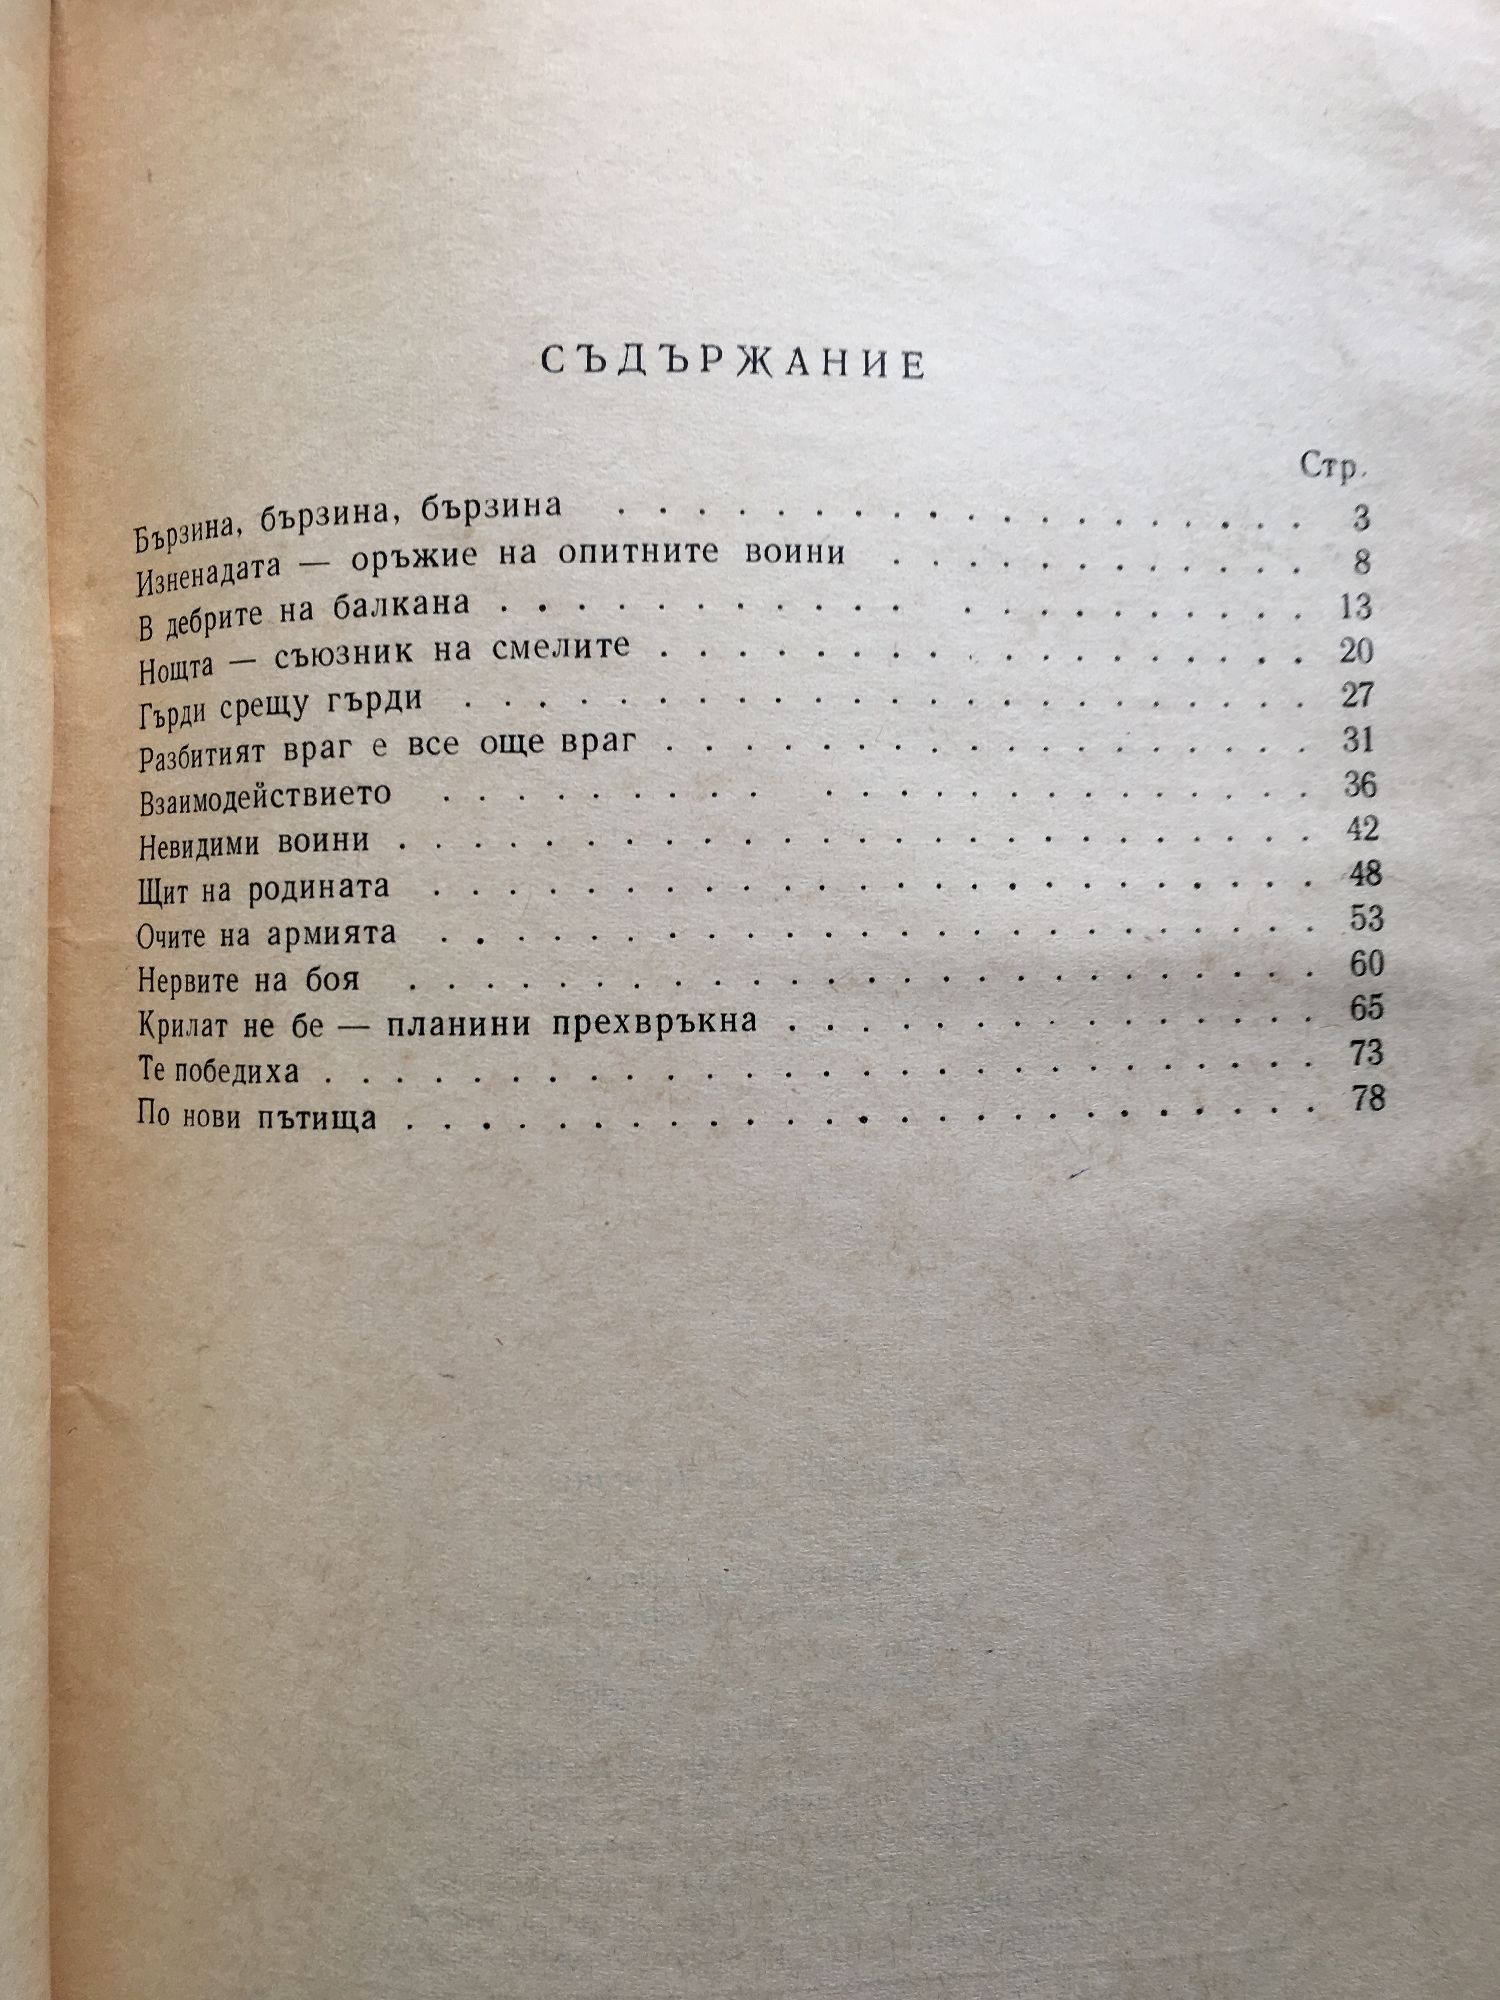 СЪДЪРЖАНИЕ
Стр.
Бързина, бързина, бързина . . . . . . . . . . . . . . . . . . 3
Изненадата — оръжие на опитните воини . . . . . . . . . . . 8
В дебрите на балкана . . . . . . . . . . . . . . . . . . . . 13
Нощта — съюзник на смелите . . . . . . . . . . . . . . . . . 20
Гърди срещу гърди . . . . . . . . . . . . . . . . . . . . . . 27
Разбитият враг е все още враг . . . . . . . . . . . . . . . . . 31
Взаимодействието . . . . . . . . . . . . . . . . . . . . . . 36
Невидими воини . . . . . . . . . . . . . . . . . . . . . . . . 42
Щит на родината . . . . . . . . . . . . . . . . . . . . . . . 48
Очите на армията . . . . . . . . . . . . . . . . . . . . . . . 53
Нервите на боя . . . . . . . . . . . . . . . . . . . . . . . . 60
Крилат не бе — планини прехвръкна . . . . . . . . . . . . . . 65
Те победиха . . . . . . . . . . . . . . . . . . . . . . . . . . 73
По нови пътища . . . . . . . . . . . . . . . . . . . . . . . . 78